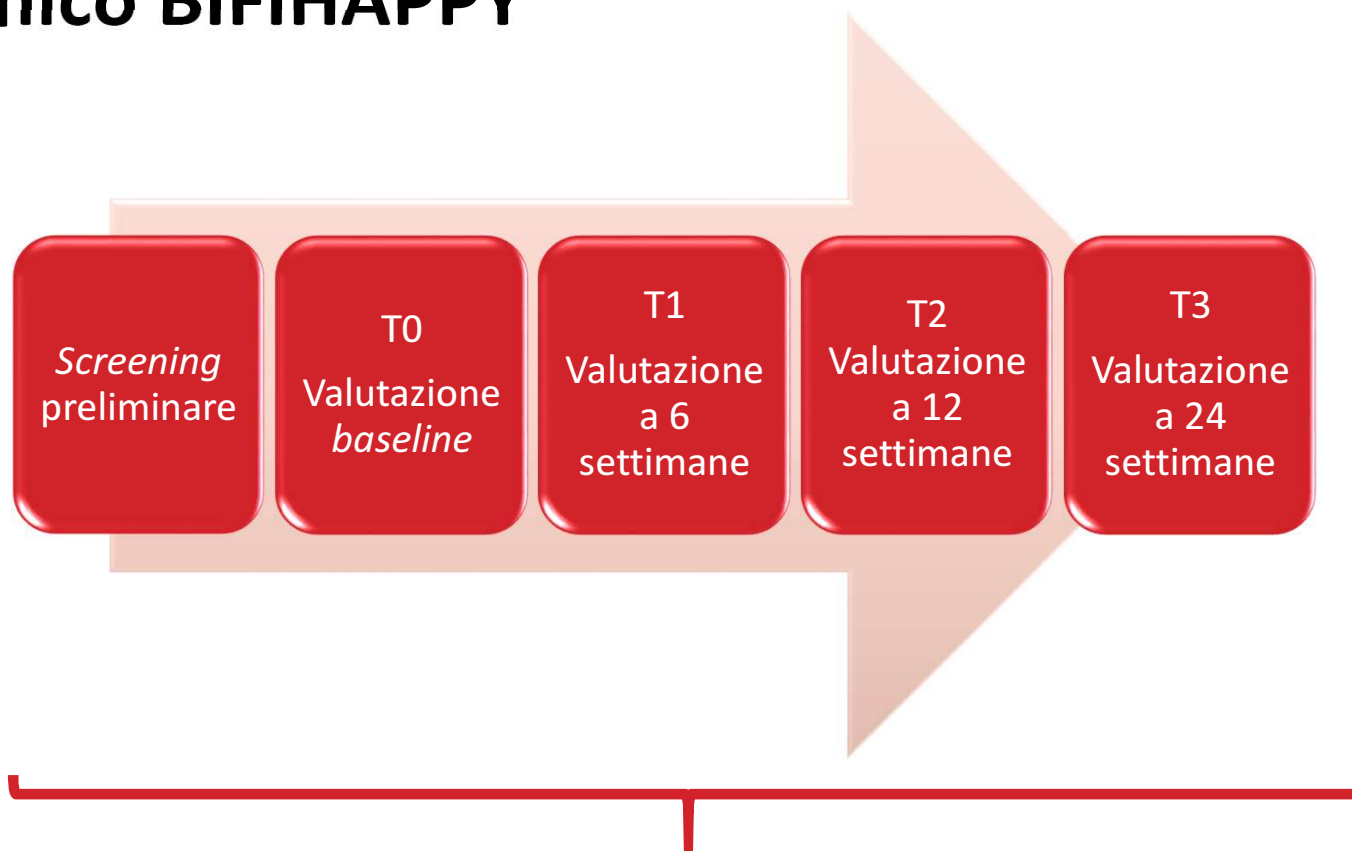 nico BIFIHAPPY
Screening
preliminare
T0
Valutazione
baseline
T1
Valutazione
a 6
settimane
T2
Valutazione
a 12
settimane
T3
Valutazione
a 24
settimane